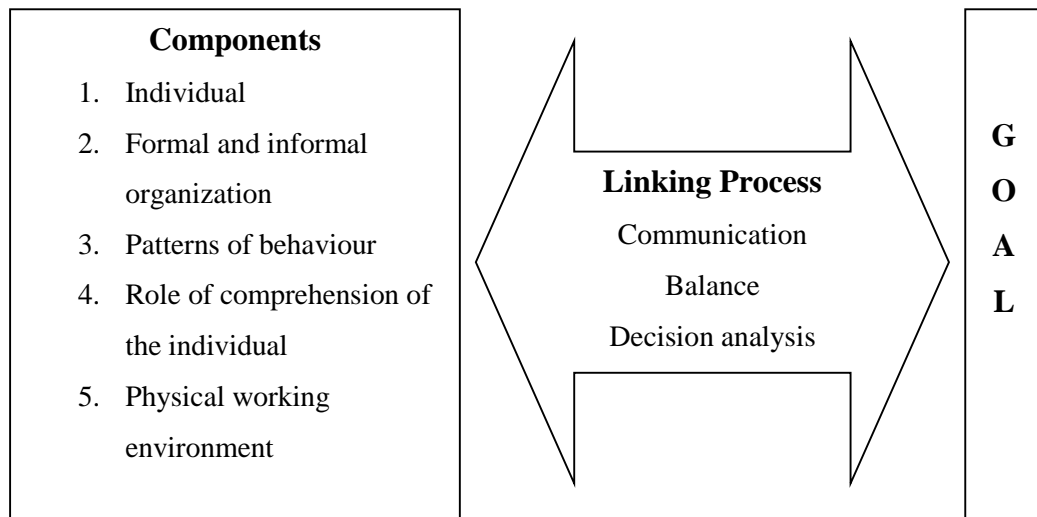 Components
1. Individual
2. Formal and informal
organization
3. Patterns of behaviour
4. Role of comprehension of
the individual
5. Physical working
environment
Linking Process
Communication
Balance
Decision analysis
G
O
A
L